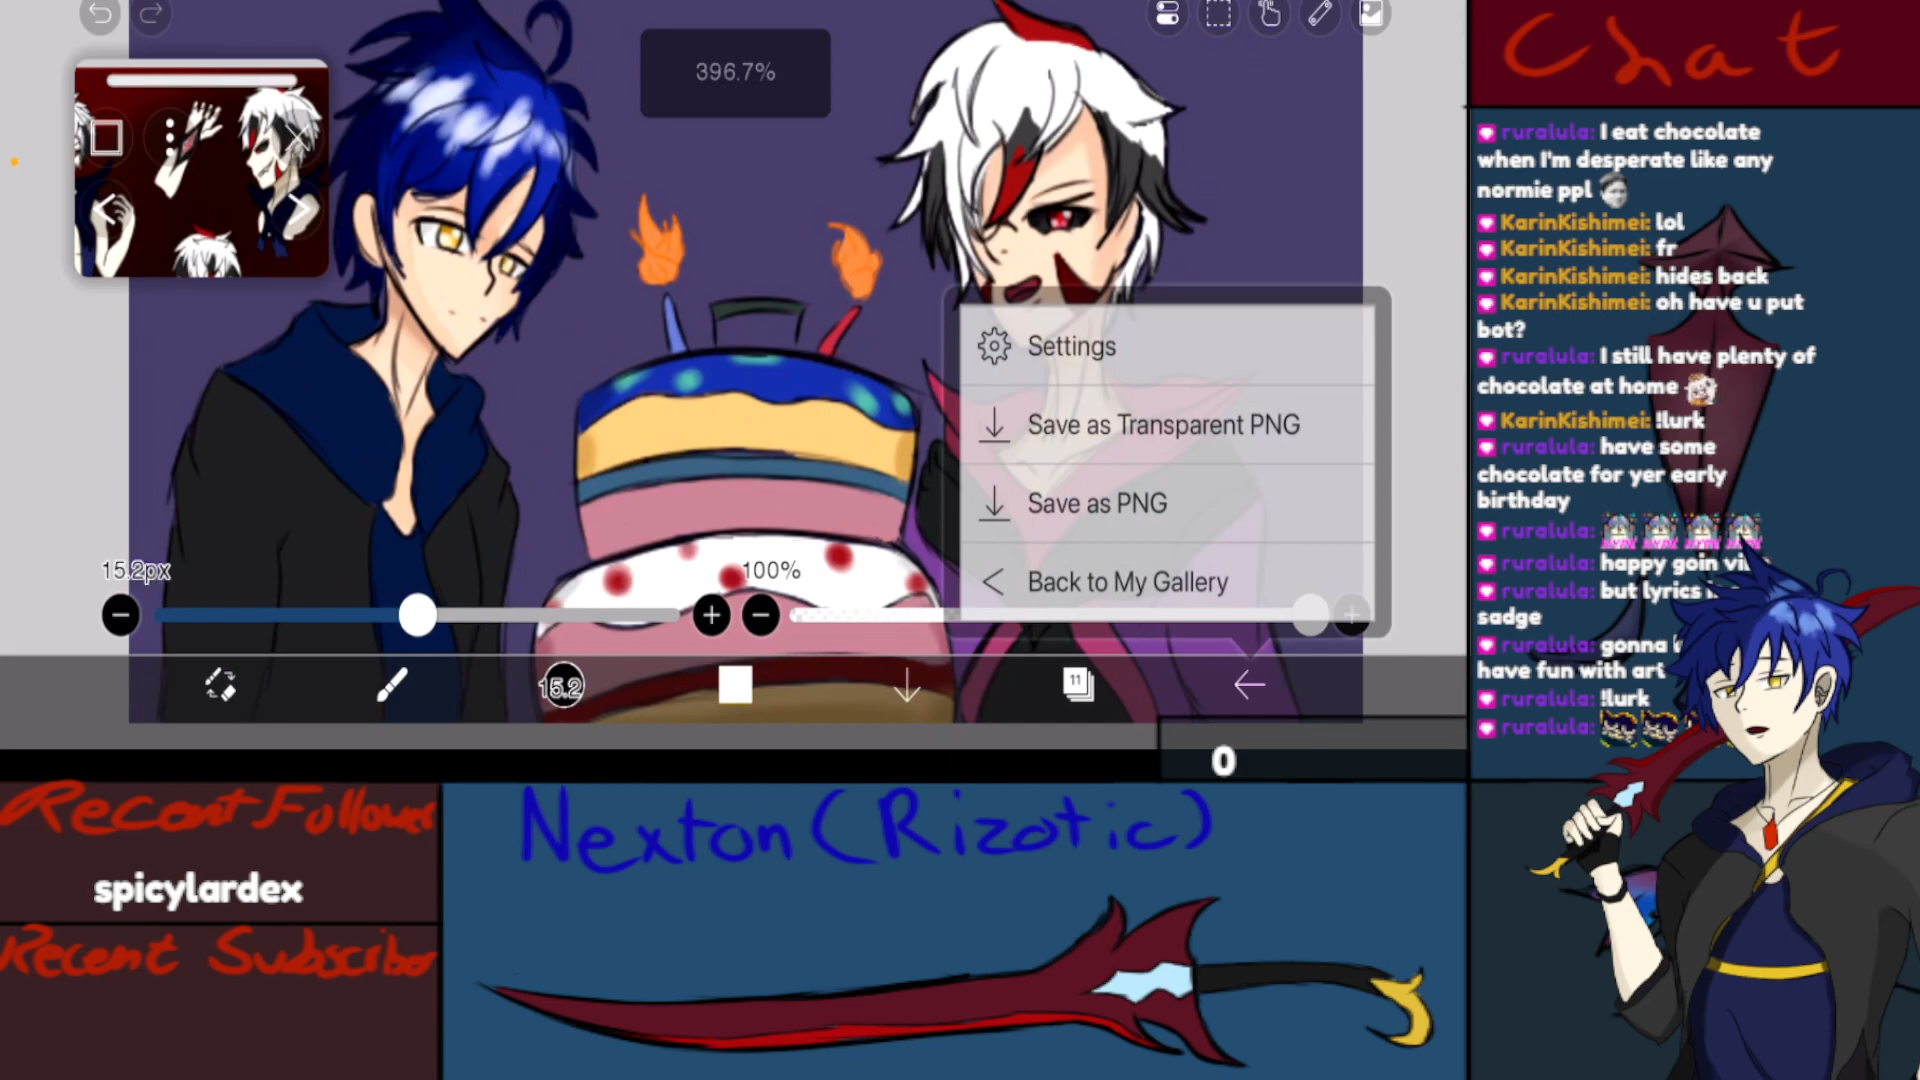 396.7%
Settings
Save as Transparent PNG
Save as PNG
Back to My Gallery
15.2px
100%
15.2
11
0
Chat
ruralula: I eat chocolate
when I'm desperate like any
normie ppl
KarinKishimei: lol
KarinKishimei: fr
KarinKishimei: hides back
KarinKishimei: oh have u put
bot?
ruralula: I still have plenty of
chocolate at home
KarinKishimei: !lurk
ruralula: have some
chocolate for yer early
birthday
ruralula:
ruralula: happy goin
ruralula: but lyrics
sadge
ruralula: gonna
have fun with art
ruralula: !lurk
ruralula:
Recent Follower
spicylardex
Recent Subscriber
Nexton (Rizotic)